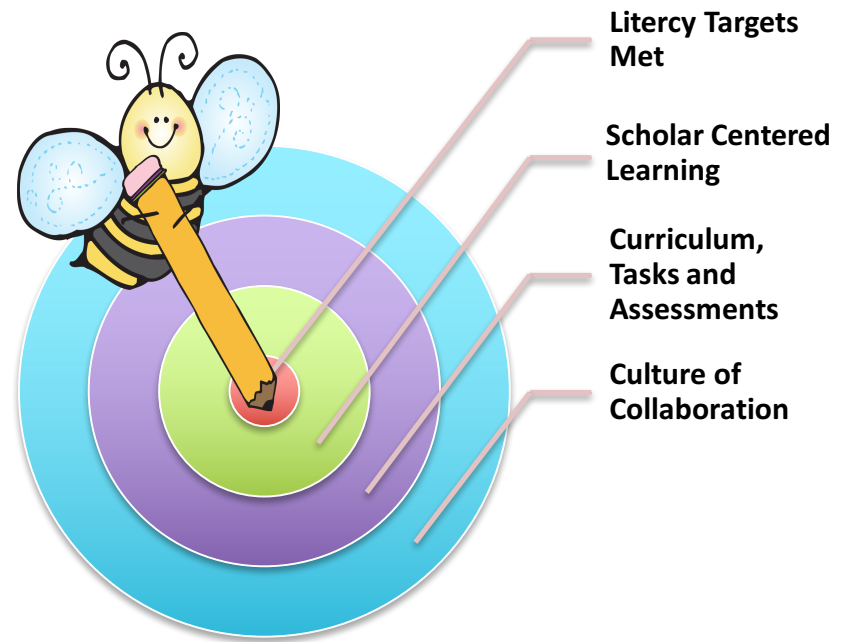 Litercy Targets
Met
Scholar Centered
Learning
Curriculum,
Tasks and
Assessments
Culture of
Collaboration